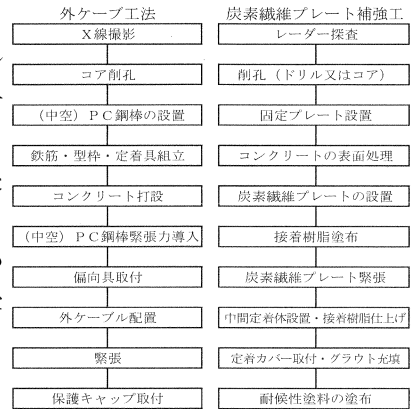 外ケーブ工法
X線撮影
コア削孔
(中空)PC鋼棒の設置
鉄筋・型枠・定着具組立
コンクリート打設
(中空)PC鋼棒緊張力導入
偏向具取付
外ケーブル配置
緊張
保護キャップ取付
炭素繊維プレート補強工
レーダー探査
削孔(ドリル又はコア)
固定プレート設置
コンクリートの表面処理
炭素繊維プレートの設置
接着樹脂塗布
炭素繊維プレート緊張
中間定着体設置・接着樹脂仕上げ
定着カバー取付・グラウト充填
耐候性塗料の塗布